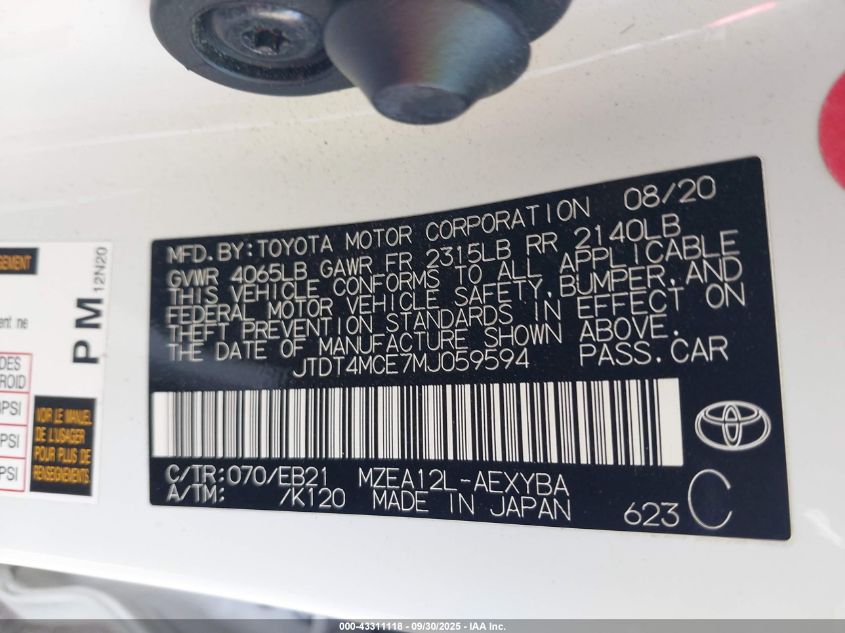 MFD. BY: TOYOTA MOTOR CORPORATION 08/20
GVWR 4065LB GAWR FR 2315LB RR 2140LB
THIS VEHICLE CONFORMS TO ALL APPLICABLE
FEDERAL MOTOR VEHICLE SAFETY, BUMPER, AND
THEFT PREVENTION STANDARDS IN EFFECT ON
THE DATE OF MANUFACTURE SHOWN ABOVE.
JTDT4MCE7MJ059594 PASS. CAR
C/TR: 070/EB21 MZEA12L-AEXYBA
A/TM: /K120 MADE IN JAPAN
623 C
PM
12N20
VOIR LE MANUEL
DE L'USAGER
POUR PLUS DE
RENSEIGNEMENTS
PSI
PSI
PSI
000-43311118 - 09/30/2025 - IAA Inc.